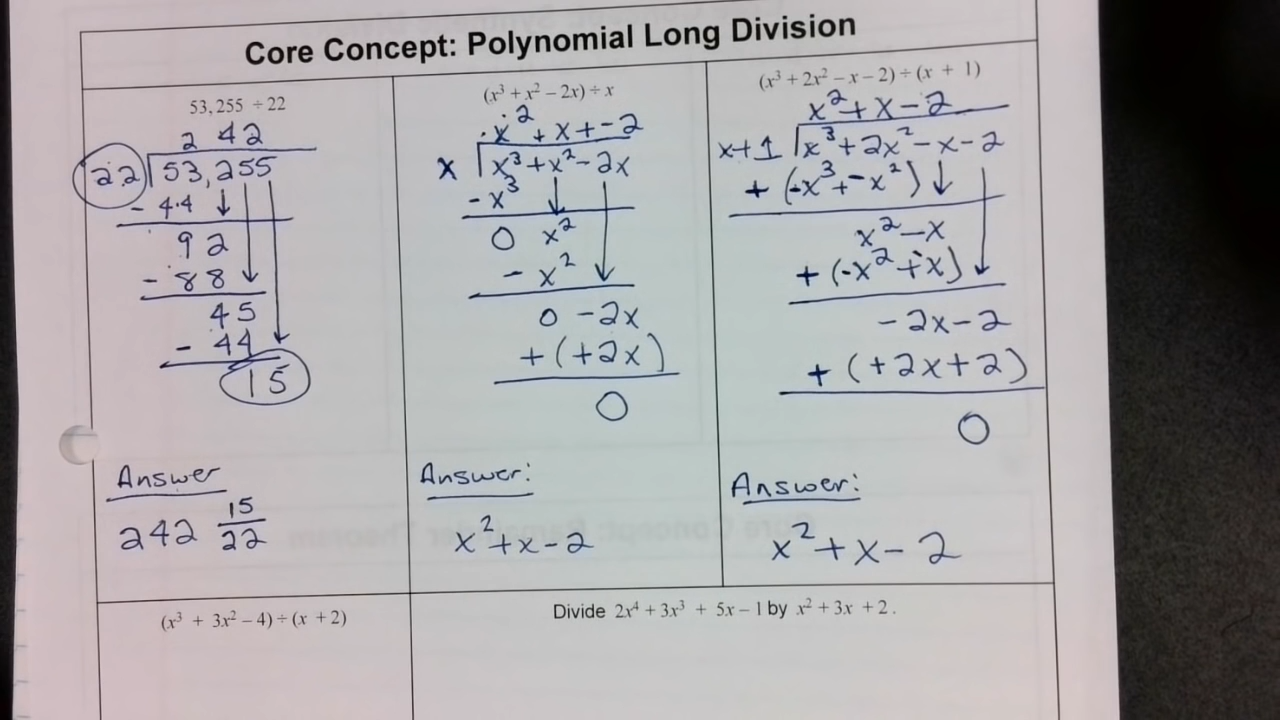 Core Concept: Polynomial Long Division
53,255 ÷ 22
2 42
22 53,255
- 44
92
- 88
45
- 44
15
Answer
242 15/22
(x³ + x² − 2x) ÷ x
x² + x + -2
x x³ + x² - 2x
- x³
0 x²
- x²
0 - 2x
+ (+2x)
0
Answer:
x² + x - 2
(x³ + 2x² − x − 2) ÷ (x + 1)
x² + x - 2
x+1 x³ + 2x² - x - 2
+ (-x³ + -x²)
x² - x
+ (-x² + x)
- 2x - 2
+ (+2x+2)
0
Answer:
x² + x - 2
(x³ + 3x² − 4) ÷ (x + 2)
Divide 2x⁴ + 3x³ + 5x − 1 by x² + 3x + 2.